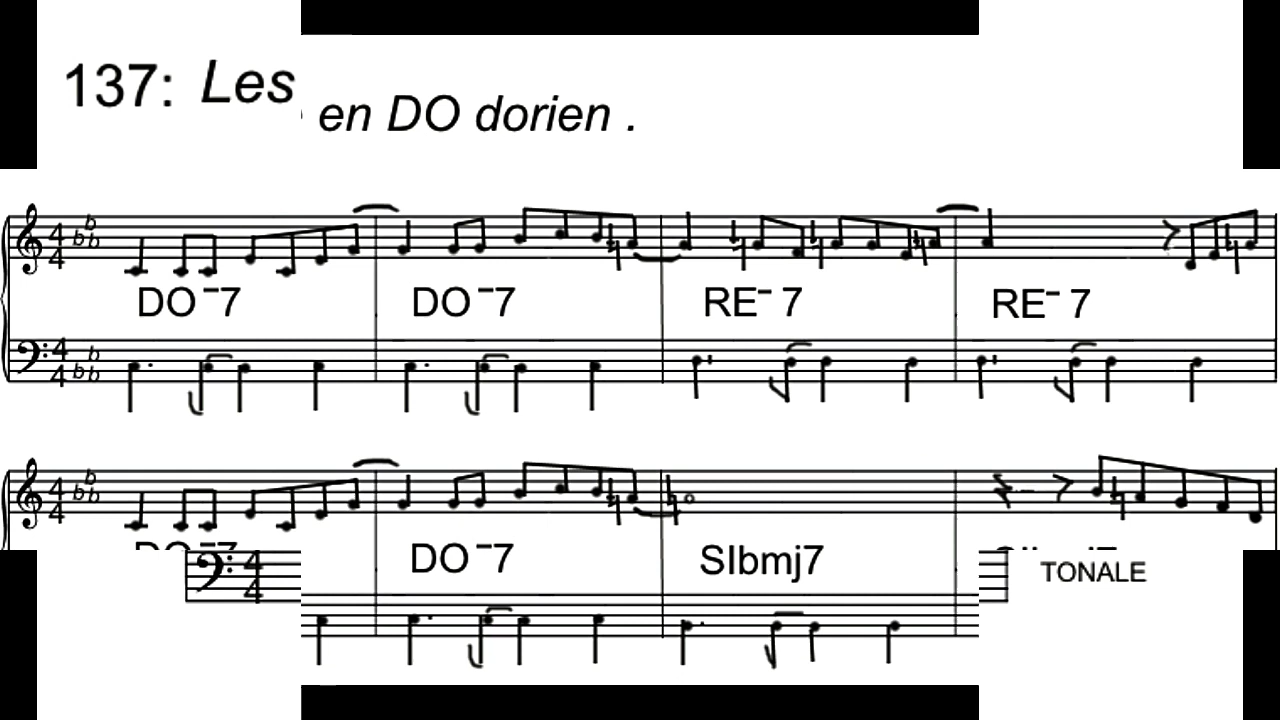 137: Les
en DO dorien .
DO-7 DO-7 RE-7 RE-7
DO-7 SIbmj7
TONALE